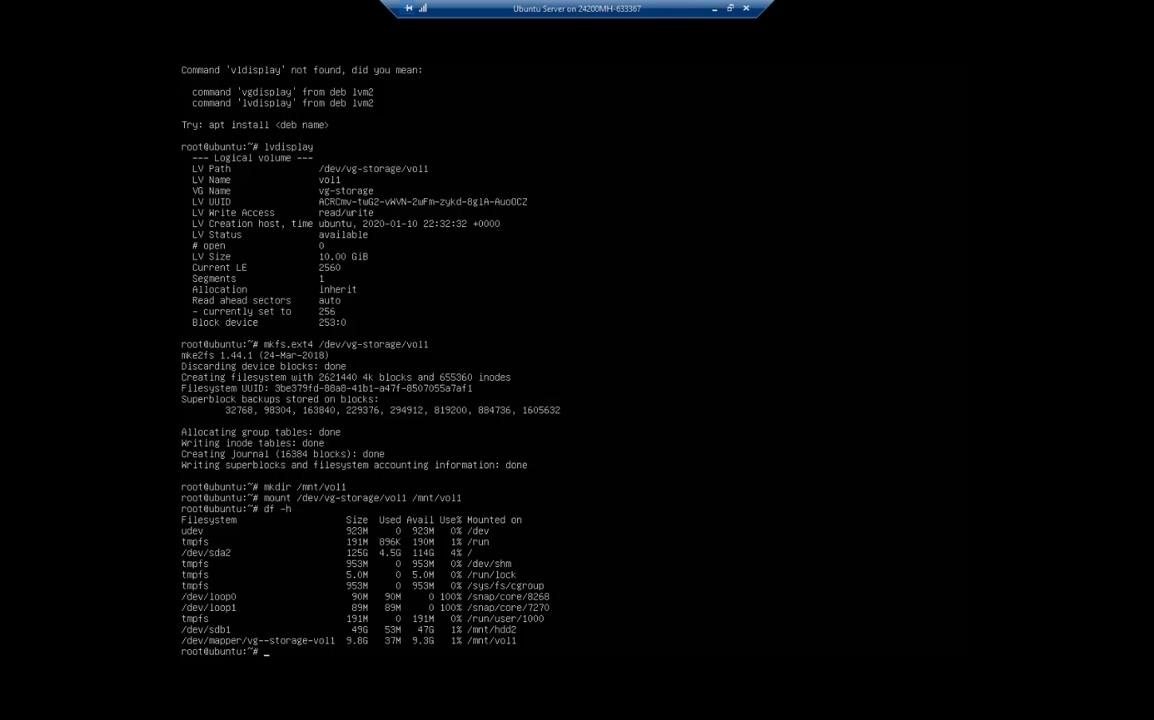 Ubuntu Server on 24200MH-633367
Command 'vldisplay' not found, did you mean:
command 'vgdisplay' from deb lvm2
command 'lvdisplay' from deb lvm2
Try: apt install <deb name>
root@ubuntu:~# lvdisplay
--- Logical volume ---
LV Path /dev/vg-storage/vol1
LV Name vol1
VG Name vg-storage
LV UUID ACRCmv-twG2-vWVN-2wFm-zykd-8glA-AuoOCZ
LV Write Access read/write
LV Creation host, time ubuntu, 2020-01-10 22:32:32 +0000
LV Status available
# open 0
LV Size 10.00 GiB
Current LE 2560
Segments 1
Allocation inherit
Read ahead sectors auto
- currently set to 256
Block device 253:0
root@ubuntu:~# mkfs.ext4 /dev/vg-storage/vol1
mke2fs 1.44.1 (24-Mar-2018)
Discarding device blocks: done
Creating filesystem with 2621440 4k blocks and 655360 inodes
Filesystem UUID: 3be379fd-88a8-41b1-a47f-8507055a7af1
Superblock backups stored on blocks:
32768, 98304, 163840, 229376, 294912, 819200, 884736, 1605632
Allocating group tables: done
Writing inode tables: done
Creating journal (16384 blocks): done
Writing superblocks and filesystem accounting information: done
root@ubuntu:~# mkdir /mnt/vol1
root@ubuntu:~# mount /dev/vg-storage/vol1 /mnt/vol1
root@ubuntu:~# df -h
Filesystem Size Used Avail Use% Mounted on
udev 923M 0 923M 0% /dev
tmpfs 191M 896K 190M 1% /run
/dev/sda2 125G 4.5G 114G 4% /
tmpfs 953M 0 953M 0% /dev/shm
tmpfs 5.0M 0 5.0M 0% /run/lock
tmpfs 953M 0 953M 0% /sys/fs/cgroup
/dev/loop0 90M 90M 0 100% /snap/core/8268
/dev/loop1 89M 89M 0 100% /snap/core/7270
tmpfs 191M 0 191M 0% /run/user/1000
/dev/sdb1 49G 53M 47G 1% /mnt/hdd2
/dev/mapper/vg--storage-vol1 9.8G 37M 9.3G 1% /mnt/vol1
root@ubuntu:~# _